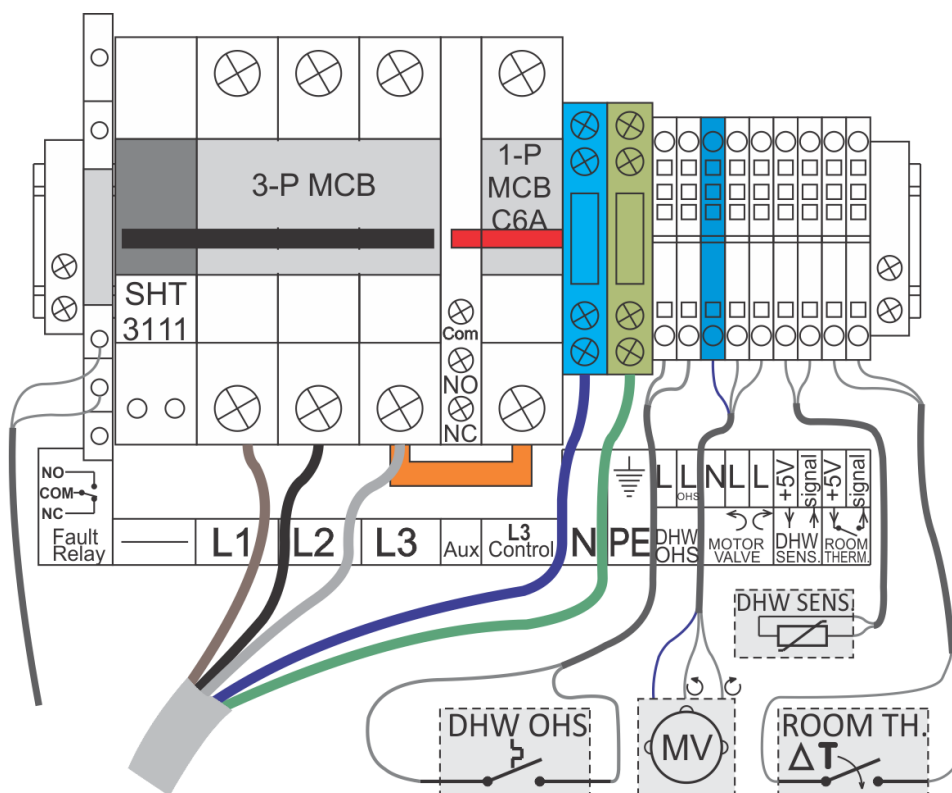 3-P MCB
1-P
MCB
C6A
SHT
3111
Com
NO
NC
NO
COM
NC
Fault
Relay
L1
L2
L3
Aux
L3
Control
N
PE
L
L
OHS
N
L
L
+5V
signal
+5V
signal
DHW
OHS
MOTOR
VALVE
DHW
SENS.
ROOM
THERM.
DHW SENS.
DHW OHS
MV
ROOM TH.
ΔT